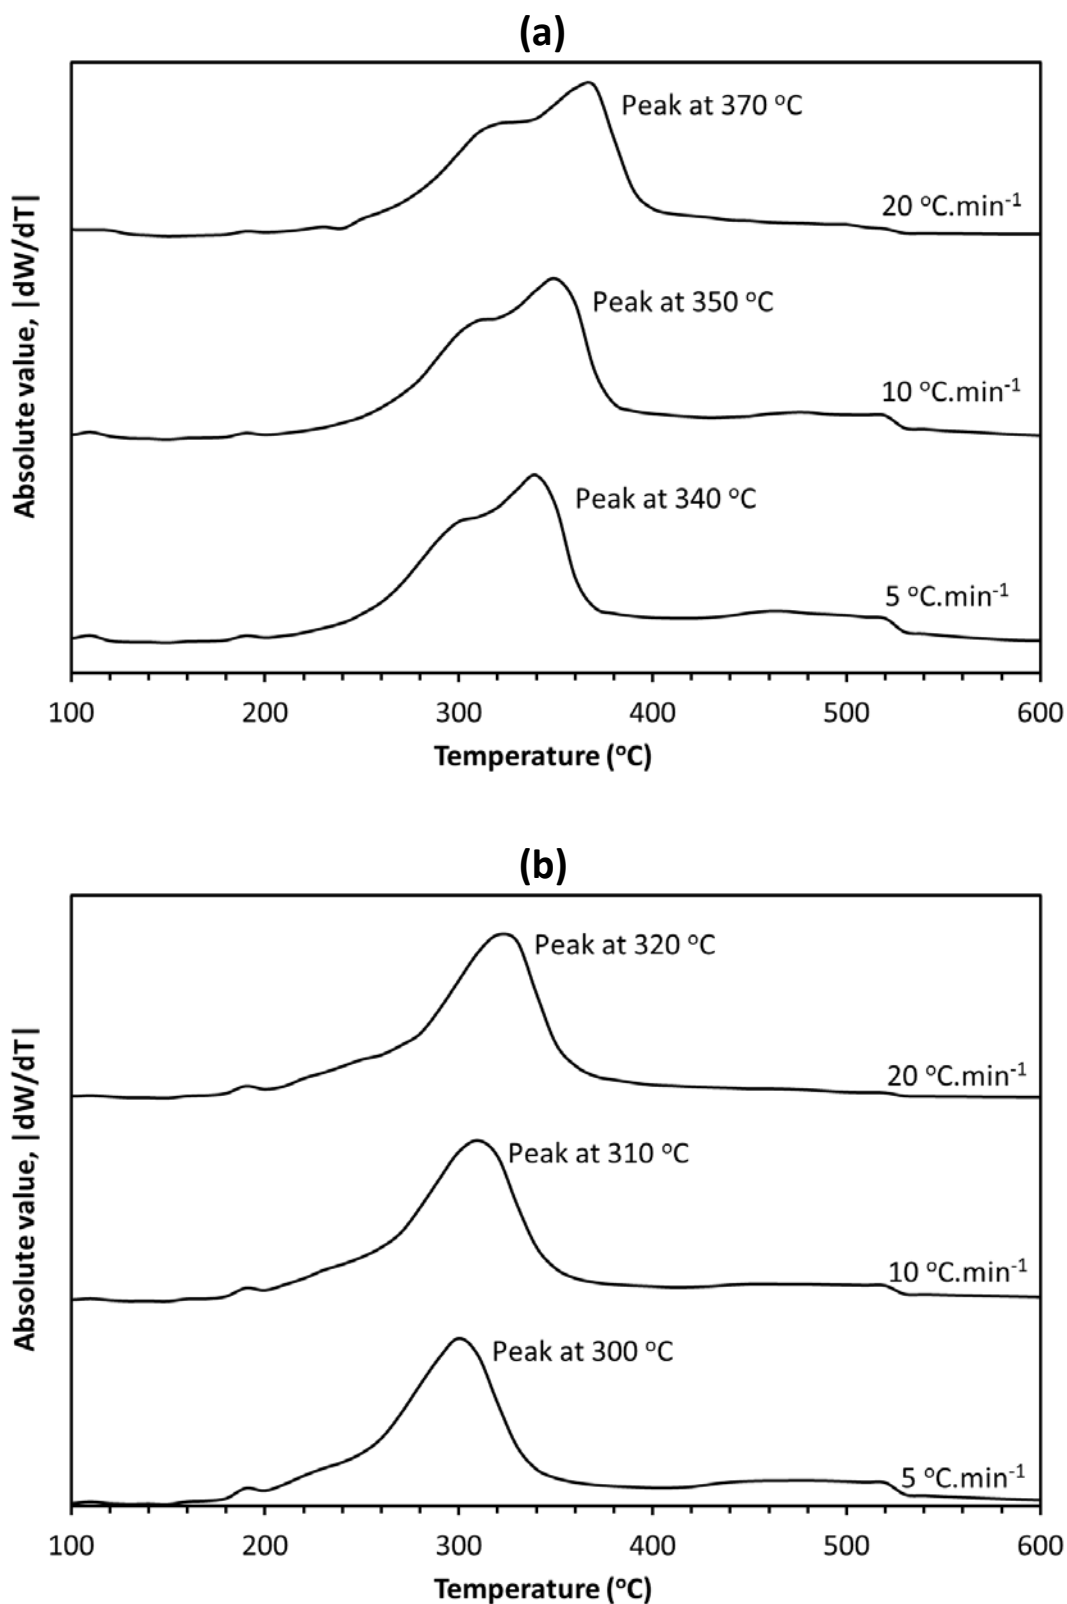 (a)
Absolute value, |dW/dT|
Peak at 370 °C
20 °C.min⁻¹
Peak at 350 °C
10 °C.min⁻¹
Peak at 340 °C
5 °C.min⁻¹
100 200 300 400 500 600
Temperature (°C)
(b)
Absolute value, |dW/dT|
Peak at 320 °C
20 °C.min⁻¹
Peak at 310 °C
10 °C.min⁻¹
Peak at 300 °C
5 °C.min⁻¹
100 200 300 400 500 600
Temperature (°C)